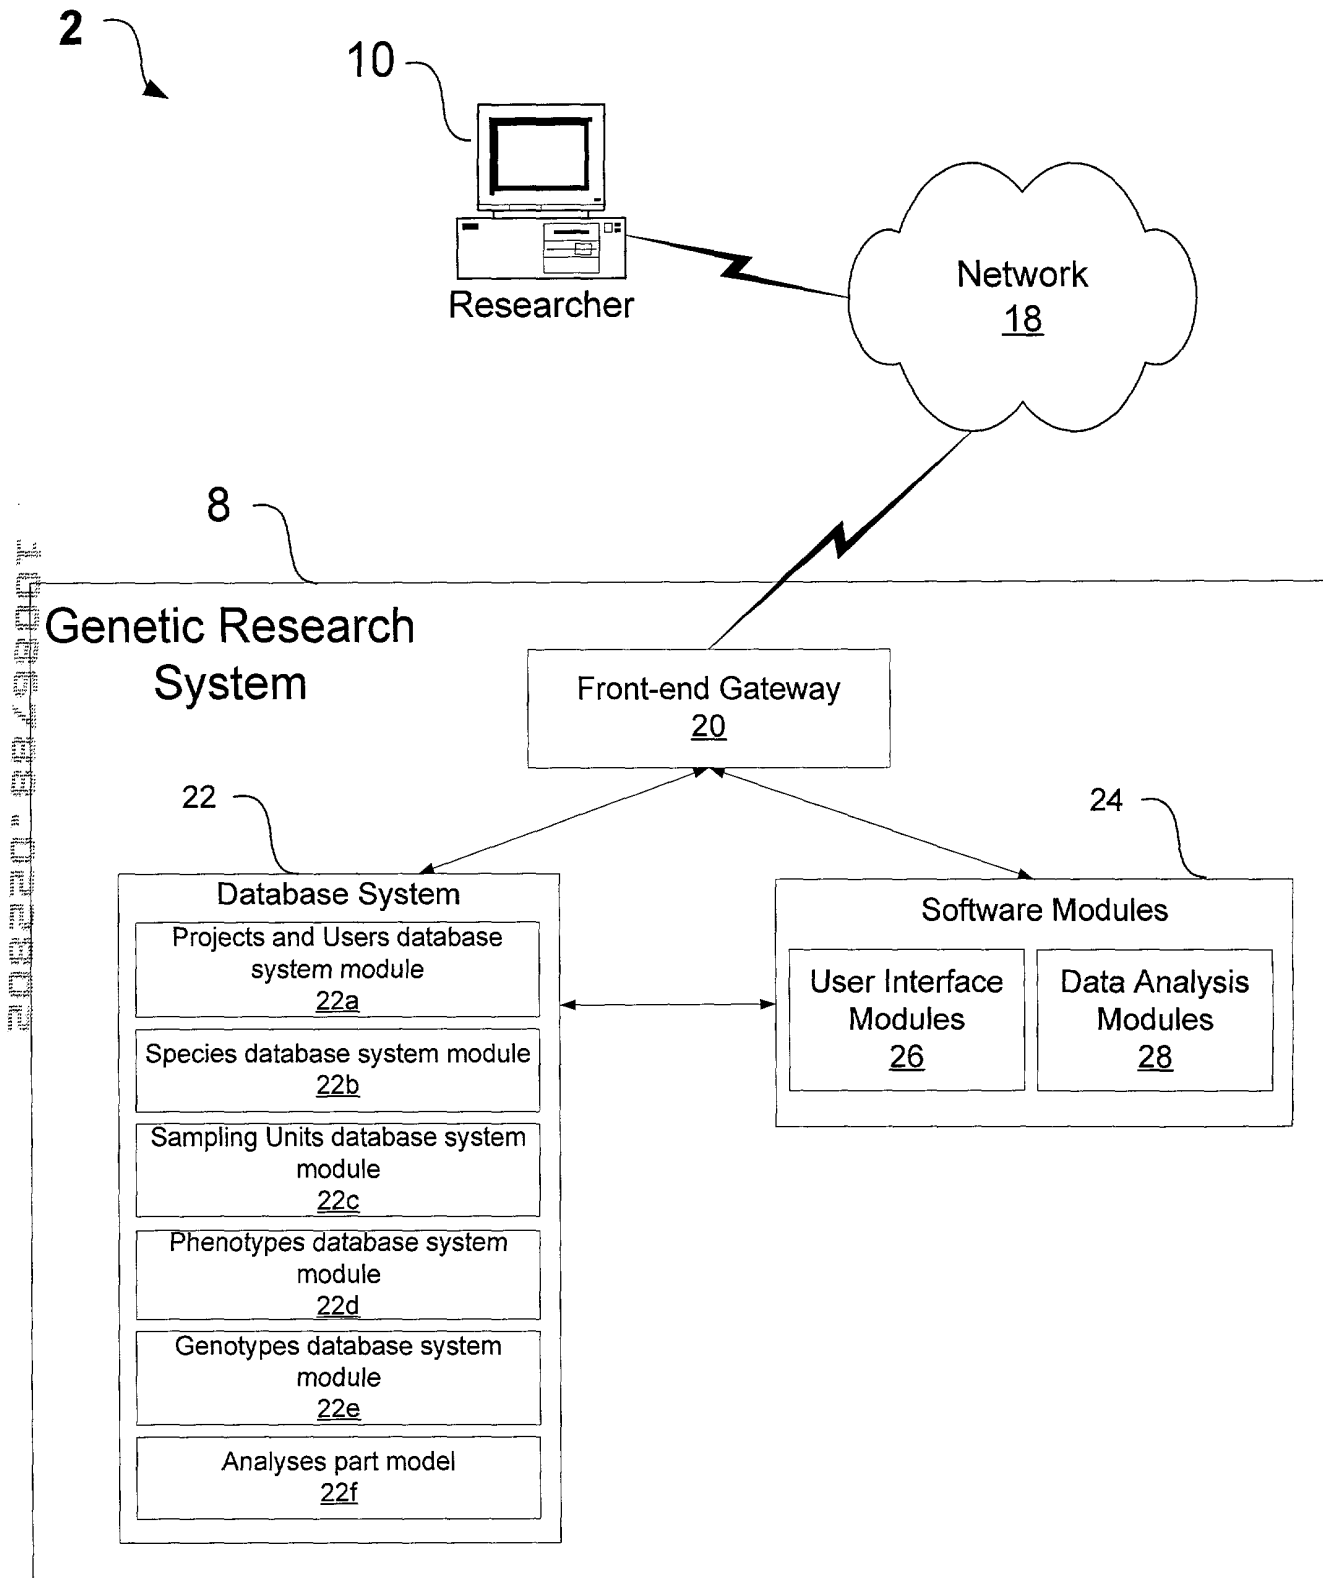 2
10
Researcher
Network
18
8
Genetic Research
System
Front-end Gateway
20
22
24
Database System
Projects and Users database
system module
22a
Species database system module
22b
Sampling Units database system
module
22c
Phenotypes database system
module
22d
Genotypes database system
module
22e
Analyses part model
22f
Software Modules
User Interface
Modules
26
Data Analysis
Modules
28